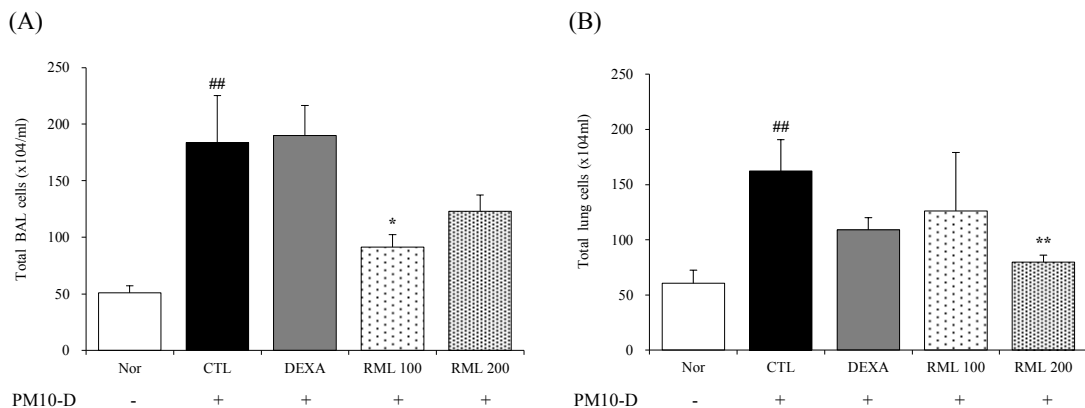 (A)
250
200
150
100
50
0
Total BAL cells (x104/ml)
##
*
Nor CTL DEXA RML 100 RML 200
PM10-D - + + + +
(B)
250
200
150
100
50
0
Total lung cells (x104ml)
##
**
Nor CTL DEXA RML 100 RML 200
PM10-D - + + + +